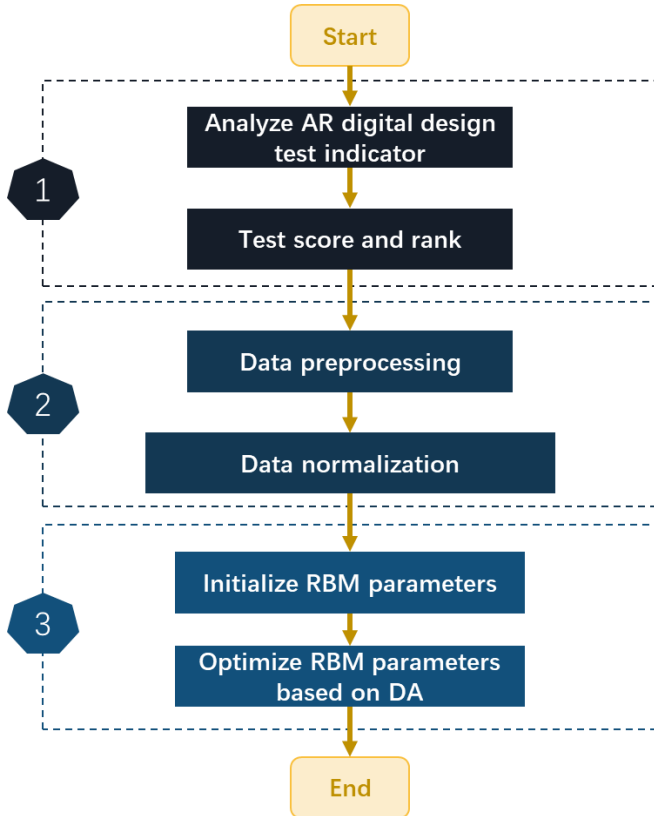 Start
Analyze AR digital design
test indicator
1
Test score and rank
Data preprocessing
2
Data normalization
Initialize RBM parameters
3
Optimize RBM parameters
based on DA
End